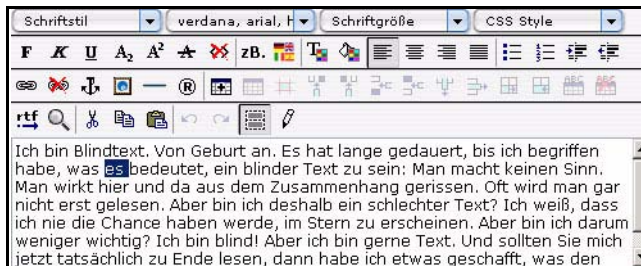 Schriftstil verdana, arial, h Schriftgröße CSS Style
F K U A₂ A² A zB. T
®
rtf
Ich bin Blindtext. Von Geburt an. Es hat lange gedauert, bis ich begriffen
habe, was es bedeutet, ein blinder Text zu sein: Man macht keinen Sinn.
Man wirkt hier und da aus dem Zusammenhang gerissen. Oft wird man gar
nicht erst gelesen. Aber bin ich deshalb ein schlechter Text? Ich weiß, dass
ich nie die Chance haben werde, im Stern zu erscheinen. Aber bin ich darum
weniger wichtig? Ich bin blind! Aber ich bin gerne Text. Und sollten Sie mich
jetzt tatsächlich zu Ende lesen, dann habe ich etwas geschafft, was den